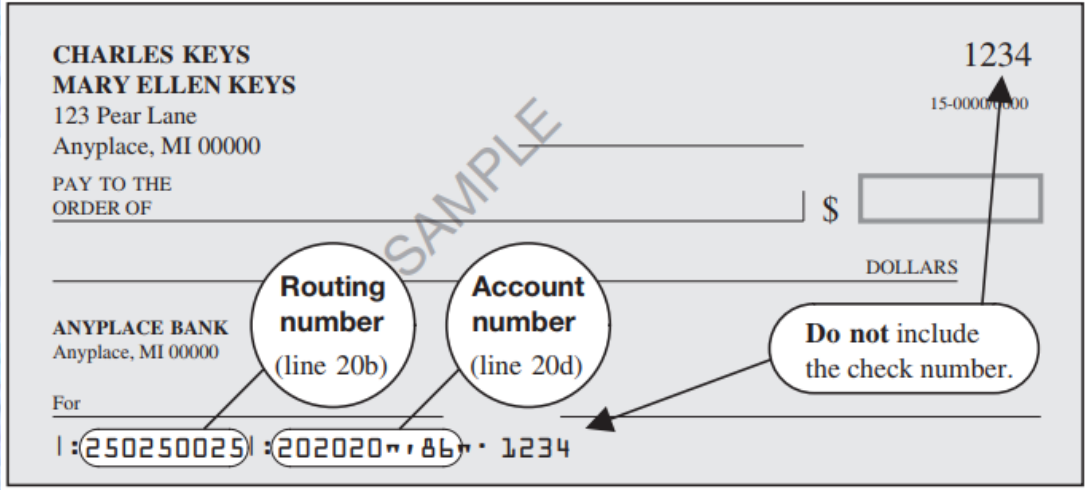 CHARLES KEYS
MARY ELLEN KEYS
123 Pear Lane
Anyplace, MI 00000
1234
15-0000/0000
SAMPLE
PAY TO THE
ORDER OF
$
DOLLARS
Routing
number
(line 20b)
Account
number
(line 20d)
Do not include
the check number.
ANYPLACE BANK
Anyplace, MI 00000
For
|:250250025|:202020"'86". 1234